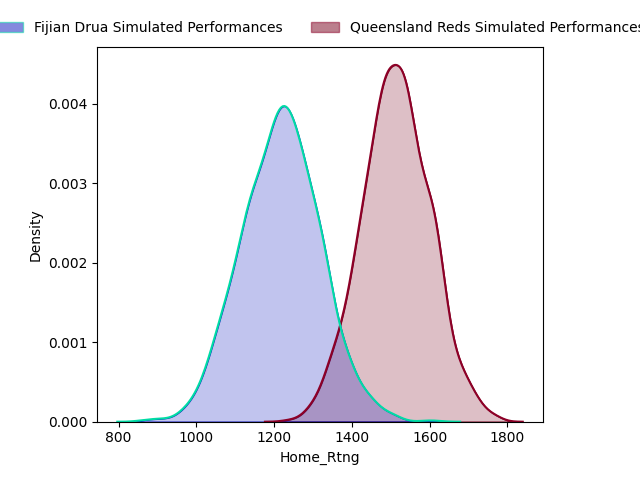 Fijian Drua Simulated Performances Queensland Reds Simulated Performances
0.004
0.003
0.002
0.001
0.000
Density
800 1000 1200 1400 1600 1800
Home_Rtng